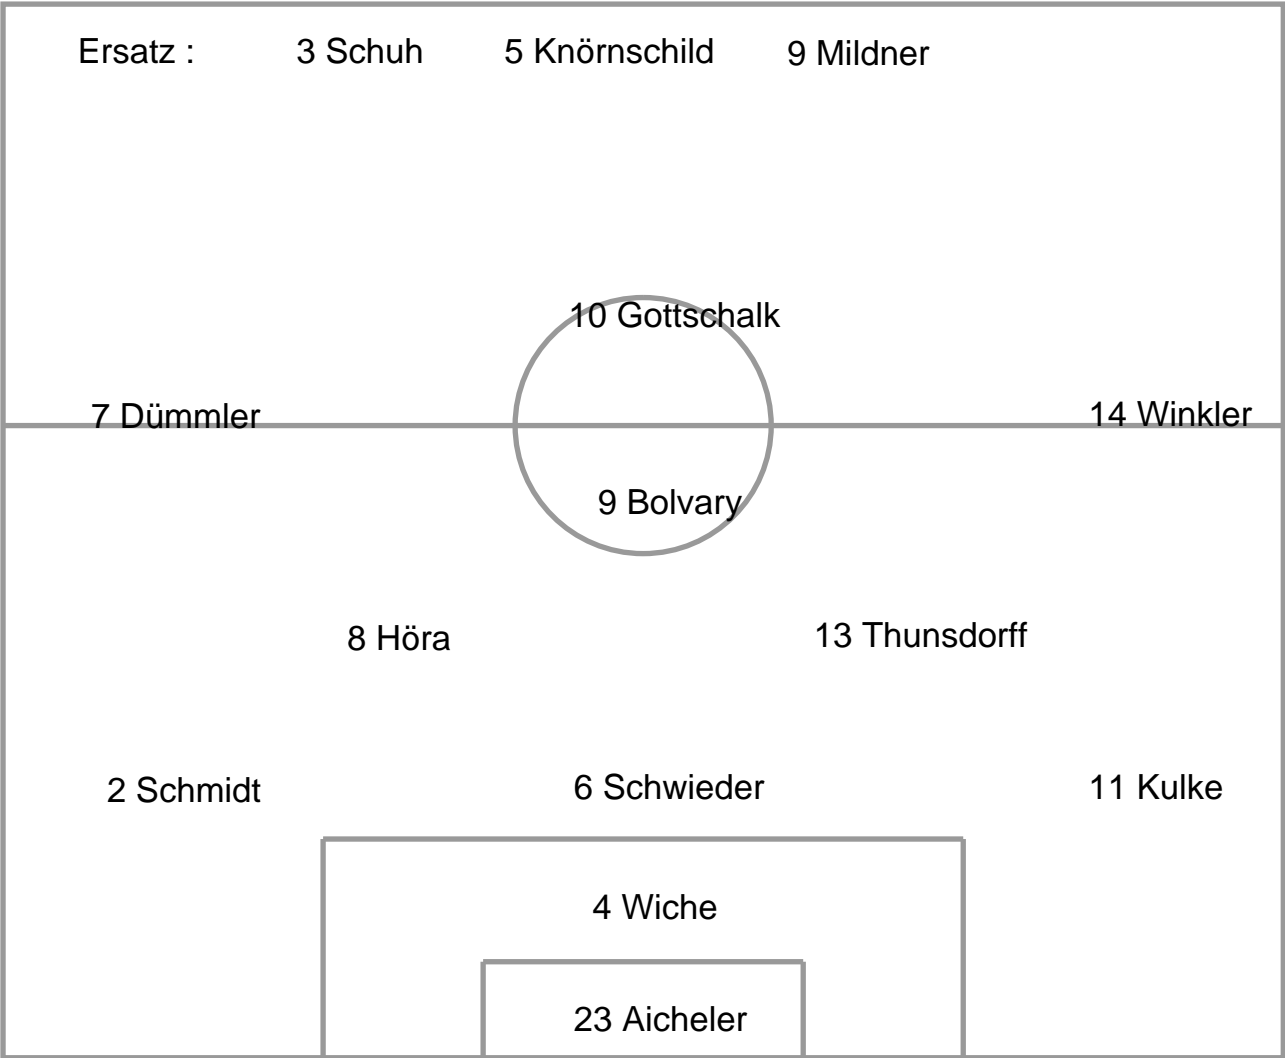 Ersatz : 3 Schuh 5 Knörnschild 9 Mildner
10 Gottschalk
7 Dümmler 14 Winkler
9 Bolvary
8 Höra 13 Thunsdorff
2 Schmidt 6 Schwieder 11 Kulke
4 Wiche
23 Aicheler